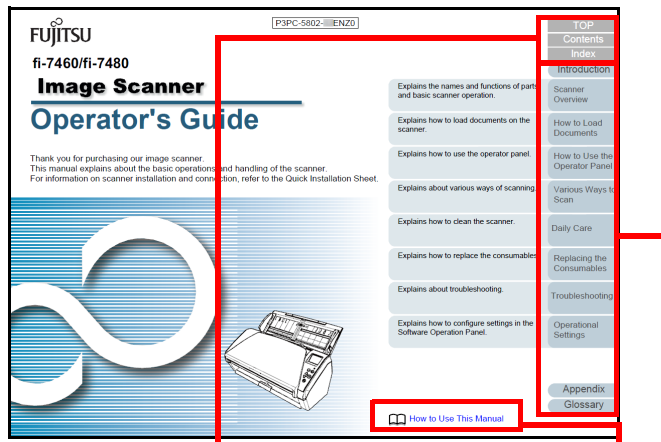 P3PC-5802- ENZ0
FUJITSU
fi-7460/fi-7480
Image Scanner
Operator's Guide
Thank you for purchasing our image scanner.
This manual explains about the basic operations and handling of the scanner.
For information on scanner installation and connection, refer to the Quick Installation Sheet.
TOP
Contents
Index
Introduction
Explains the names and functions of parts
and basic scanner operation.
Scanner
Overview
Explains how to load documents on the
scanner.
How to Load
Documents
Explains how to use the operator panel.
How to Use the
Operator Panel
Explains about various ways of scanning.
Various Ways to
Scan
Explains how to clean the scanner.
Daily Care
Explains how to replace the consumables.
Replacing the
Consumables
Explains about troubleshooting.
Troubleshooting
Explains how to configure settings in the
Software Operation Panel.
Operational
Settings
Appendix
Glossary
How to Use This Manual